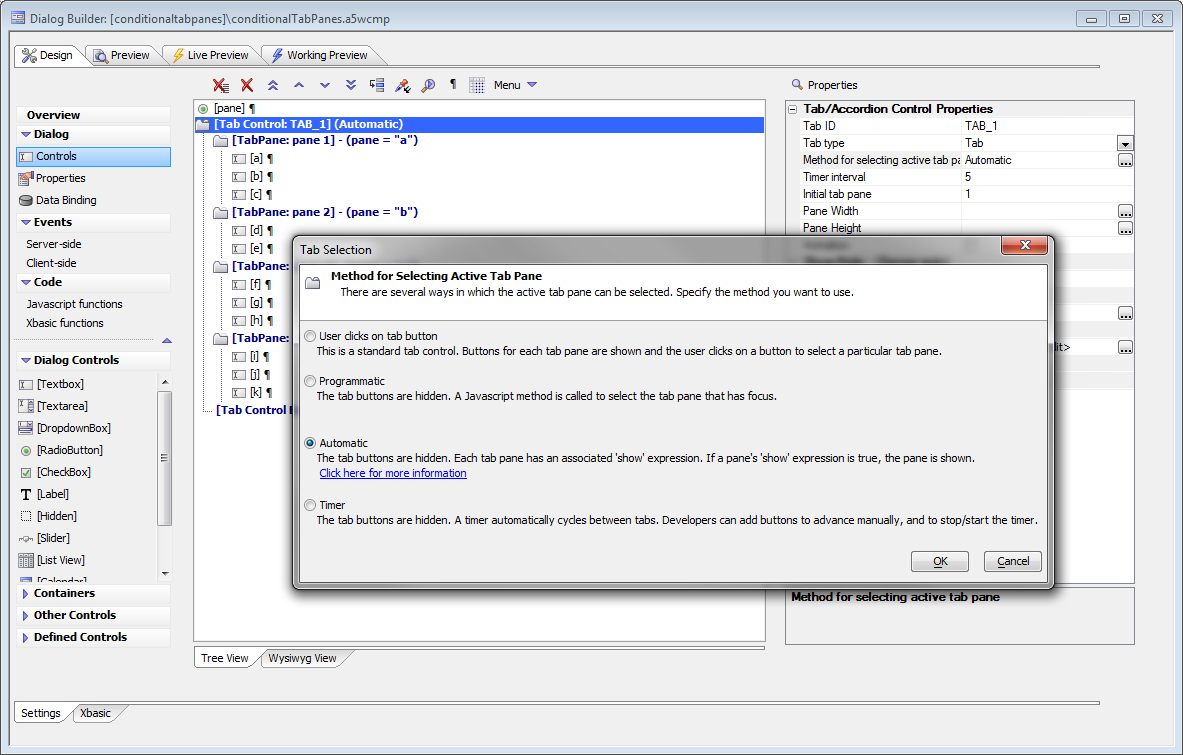 Dialog Builder: [conditionaltabpanes]\conditionalTabPanes.a5wcmp
Design
Preview
Live Preview
Working Preview
Menu
Overview
Dialog
Controls
Properties
Data Binding
Events
Server-side
Client-side
Code
Javascript functions
Xbasic functions
Dialog Controls
[Textbox]
[Textarea]
[DropdownBox]
[RadioButton]
[CheckBox]
[Label]
[Hidden]
[Slider]
[List View]
[Calendar]
Containers
Other Controls
Defined Controls
[pane] ¶
[Tab Control: TAB_1] (Automatic)
[TabPane: pane 1] - (pane = "a")
[a] ¶
[b] ¶
[c] ¶
[TabPane: pane 2] - (pane = "b")
[d] ¶
[e] ¶
[TabPane:
[f] ¶
[g] ¶
[h] ¶
[TabPane:
[i] ¶
[j] ¶
[k] ¶
[Tab Control
Tree View
Wysiwyg View
Properties
Tab/Accordion Control Properties
Tab ID TAB_1
Tab type Tab
Method for selecting active tab pa Automatic
Timer interval 5
Initial tab pane 1
Pane Width
Pane Height
Method for selecting active tab pane
Tab Selection
Method for Selecting Active Tab Pane
There are several ways in which the active tab pane can be selected. Specify the method you want to use.
User clicks on tab button
This is a standard tab control. Buttons for each tab pane are shown and the user clicks on a button to select a particular tab pane.
Programmatic
The tab buttons are hidden. A Javascript method is called to select the tab pane that has focus.
Automatic
The tab buttons are hidden. Each tab pane has an associated 'show' expression. If a pane's 'show' expression is true, the pane is shown.
Click here for more information
Timer
The tab buttons are hidden. A timer automatically cycles between tabs. Developers can add buttons to advance manually, and to stop/start the timer.
OK
Cancel
Settings
Xbasic